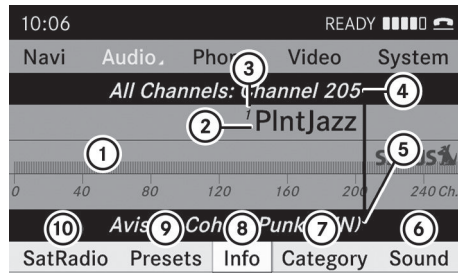 10:06 READY
Navi Audio Phone Video System
3
All Channels: Channel 205 4
1
2 PlntJazz
1 5
0 40 80 120 160 200 240 Ch.
10 9 8 7 6
SatRadio Presets Info Category Sound